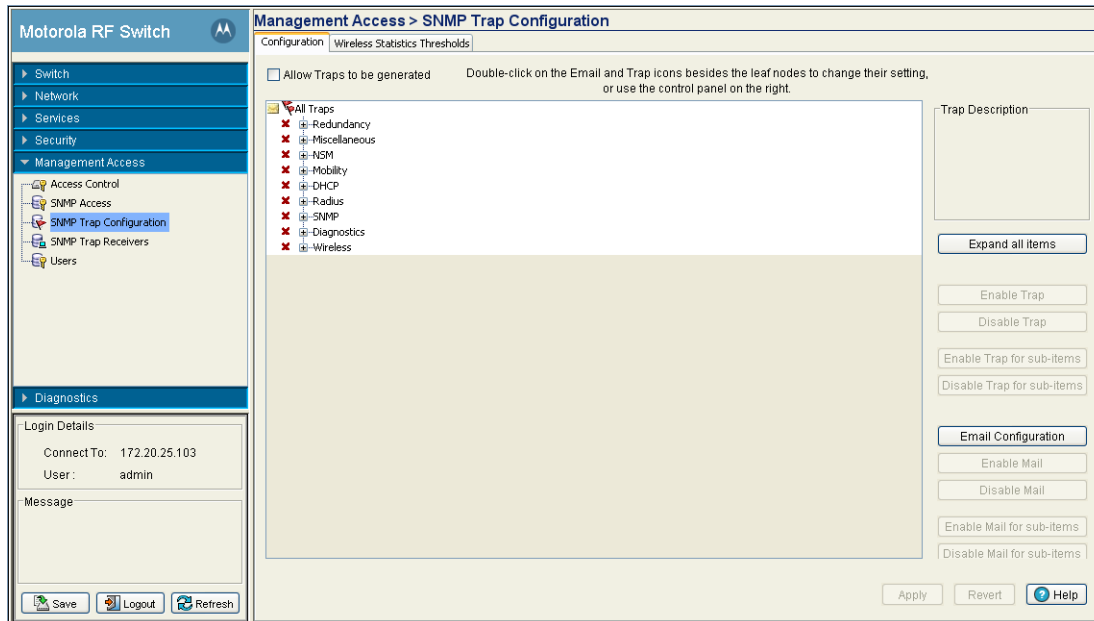 Motorola RF Switch
Switch
Network
Services
Security
Management Access
Access Control
SNMP Access
SNMP Trap Configuration
SNMP Trap Receivers
Users
Diagnostics
Login Details
Connect To: 172.20.25.103
User : admin
Message
Save Logout Refresh
Management Access > SNMP Trap Configuration
Configuration Wireless Statistics Thresholds
Allow Traps to be generated
Double-click on the Email and Trap icons besides the leaf nodes to change their setting,
or use the control panel on the right.
All Traps
Redundancy
Miscellaneous
NSM
Mobility
DHCP
Radius
SNMP
Diagnostics
Wireless
Trap Description
Expand all items
Enable Trap
Disable Trap
Enable Trap for sub-items
Disable Trap for sub-items
Email Configuration
Enable Mail
Disable Mail
Enable Mail for sub-items
Disable Mail for sub-items
Apply Revert Help